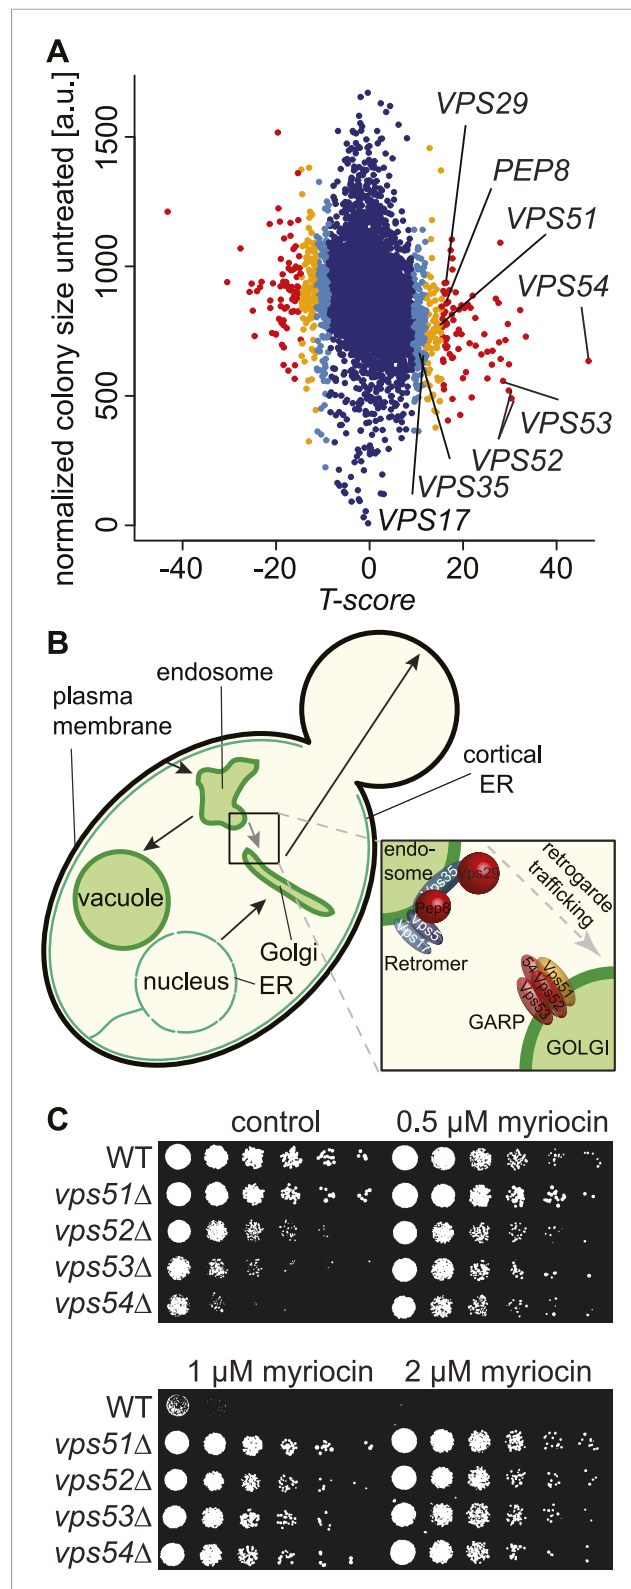 A
normalized colony size untreated [a.u.]
1500
1000
500
0
-40
-20
0
20
40
T-score
VPS29
PEP8
VPS51
VPS54
VPS53
VPS52
VPS35
VPS17
B
endosome
plasma
membrane
cortical
ER
vacuole
nucleus
ER
Golgi
endo-
some
Vps35
Vps29
Pep8
vps5
Vps17
Retromer
retrogarde
trafficking
54
Vps51
Vps52
Vps53
GARP
GOLGI
C
control
0.5 µM myriocin
WT
vps51Δ
vps52Δ
vps53Δ
vps54Δ
1 µM myriocin
2 µM myriocin
WT
vps51Δ
vps52Δ
vps53Δ
vps54Δ